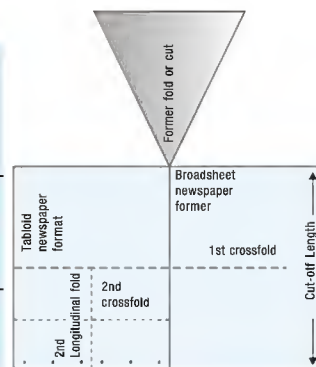 Former fold or cut
Broadsheet
newspaper
former
Tabloid
newspaper
format
1st crossfold
Cut-off Length
2nd
Longitudinal fold
2nd
crossfold